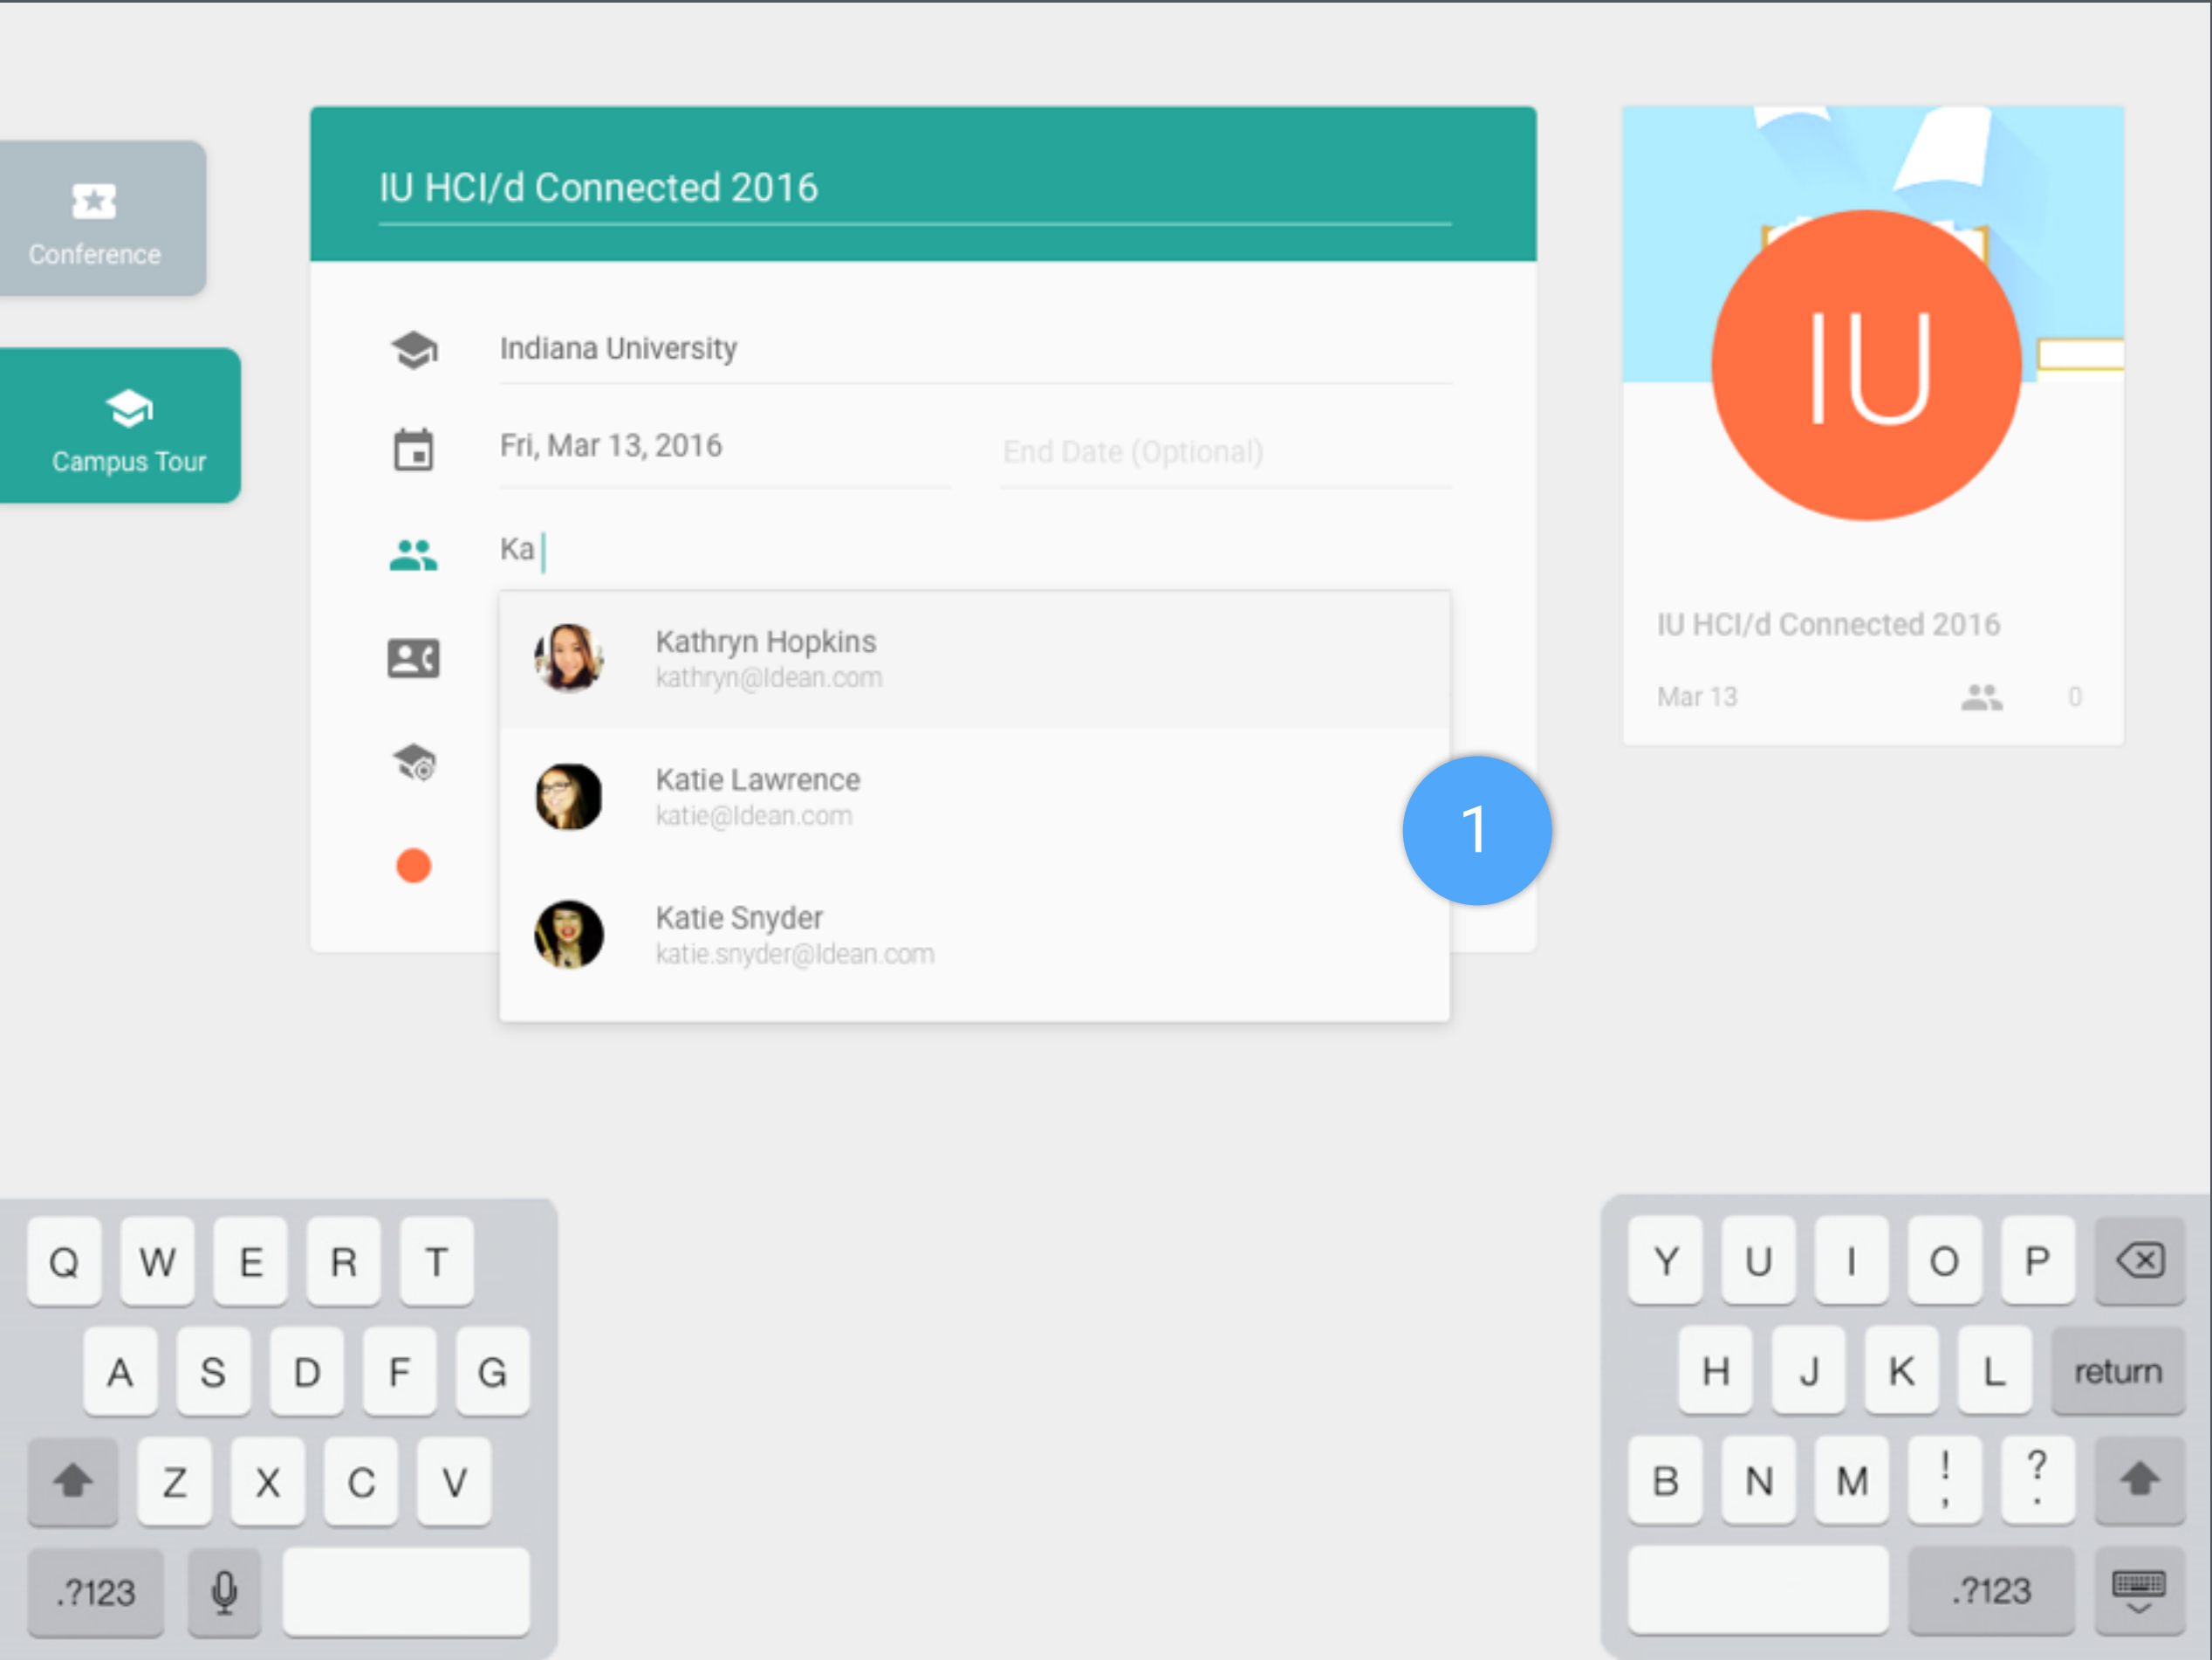 Conference
Campus Tour
IU HCI/d Connected 2016
Indiana University
Fri, Mar 13, 2016
End Date (Optional)
Ka
Kathryn Hopkins
kathryn@Idean.com
Katie Lawrence
katie@Idean.com
Katie Snyder
katie.snyder@Idean.com
1
IU
IU HCI/d Connected 2016
Mar 13 0
Q W E R T
A S D F G
Z X C V
.?123
Y U I O P
H J K L return
B N M ! , ? .
.?123